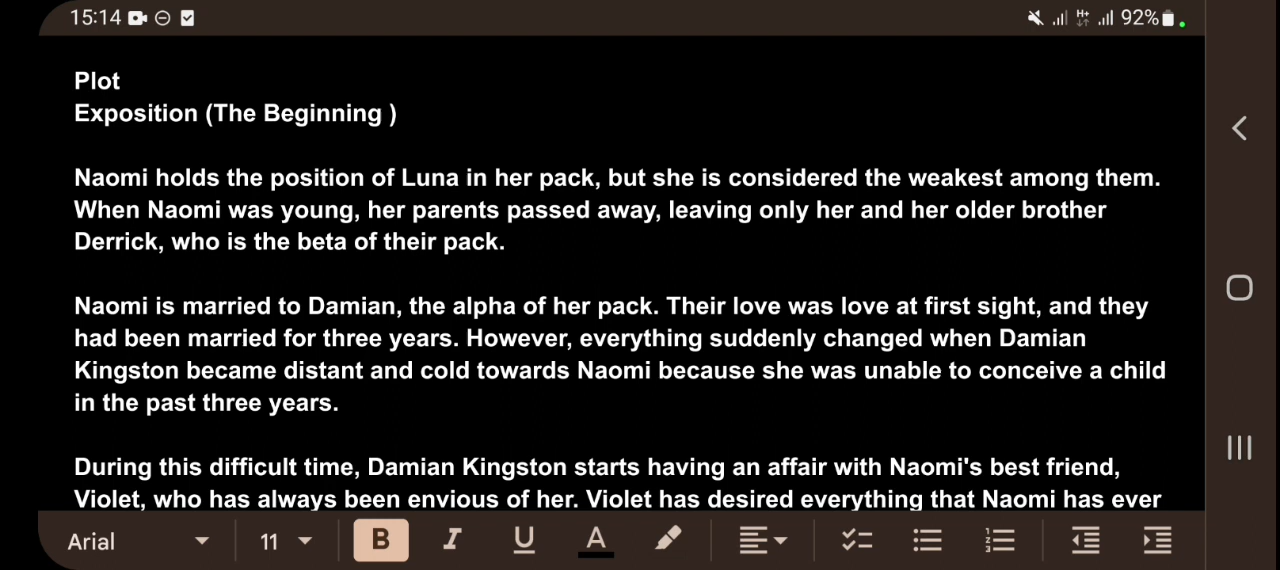 15:14
92%
Plot
Exposition (The Beginning )
Naomi holds the position of Luna in her pack, but she is considered the weakest among them.
When Naomi was young, her parents passed away, leaving only her and her older brother
Derrick, who is the beta of their pack.
Naomi is married to Damian, the alpha of her pack. Their love was love at first sight, and they
had been married for three years. However, everything suddenly changed when Damian
Kingston became distant and cold towards Naomi because she was unable to conceive a child
in the past three years.
During this difficult time, Damian Kingston starts having an affair with Naomi's best friend,
Violet, who has always been envious of her. Violet has desired everything that Naomi has ever
Arial 11 B I U A